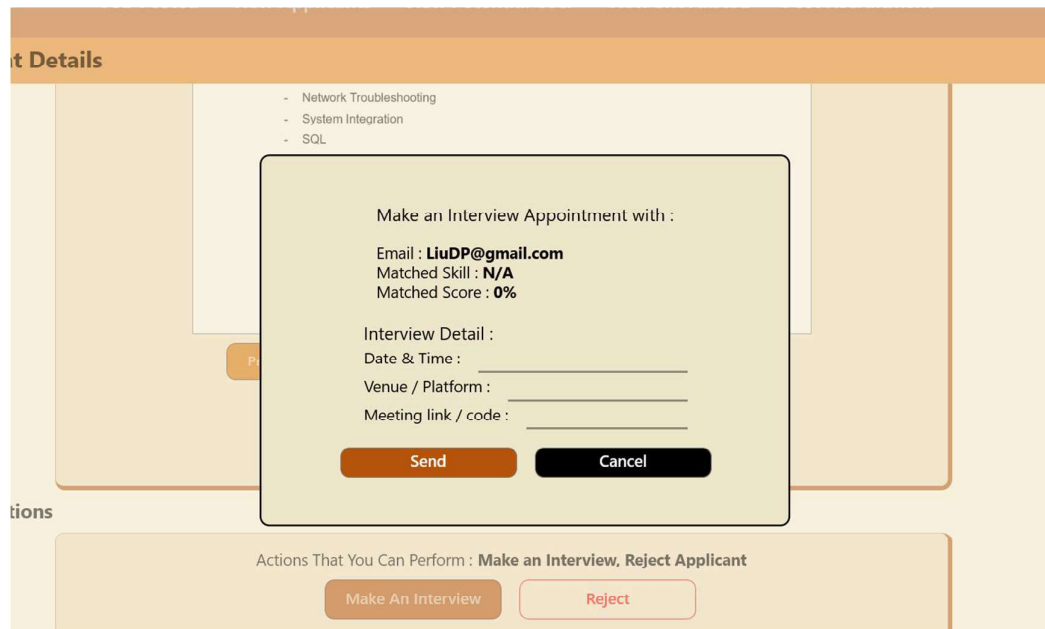 t Details
- Network Troubleshooting
- System Integration
- SQL
Make an Interview Appointment with :
Email : LiuDP@gmail.com
Matched Skill : N/A
Matched Score : 0%
Interview Detail :
Date & Time :
Venue / Platform :
Meeting link / code :
Send Cancel
tions
Actions That You Can Perform : Make an Interview, Reject Applicant
Make An Interview Reject